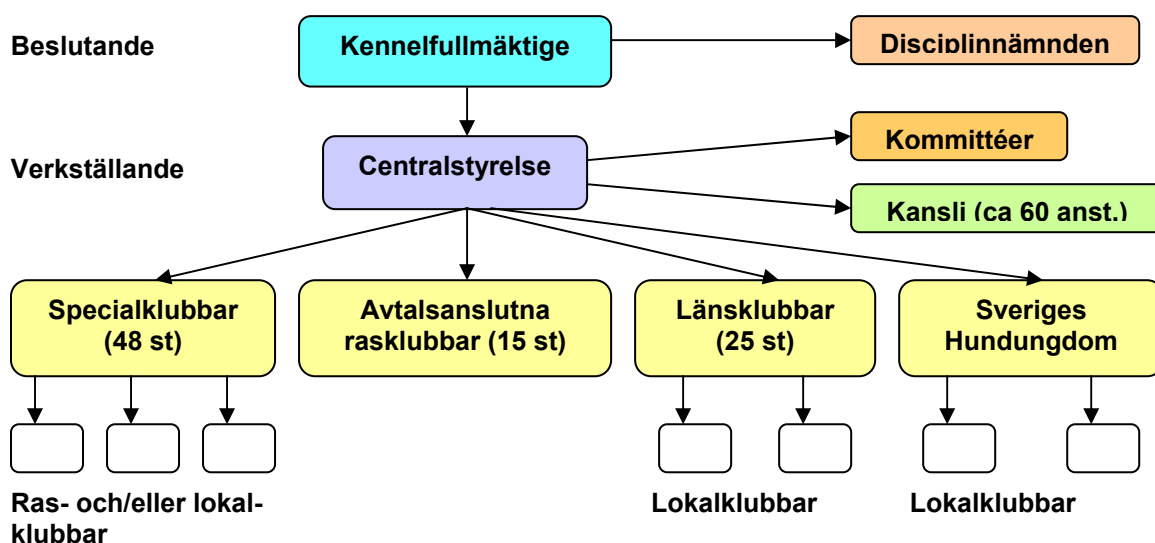 Beslutande
Kennelfullmäktige
Disciplinnämnden
Kommittéer
Verkställande
Centralstyrelse
Kansli (ca 60 anst.)
Specialklubbar
(48 st)
Avtalsanslutna
rasklubbar (15 st)
Länsklubbar
(25 st)
Sveriges
Hundungdom
Ras- och/eller lokal-
klubbar
Lokalklubbar
Lokalklubbar